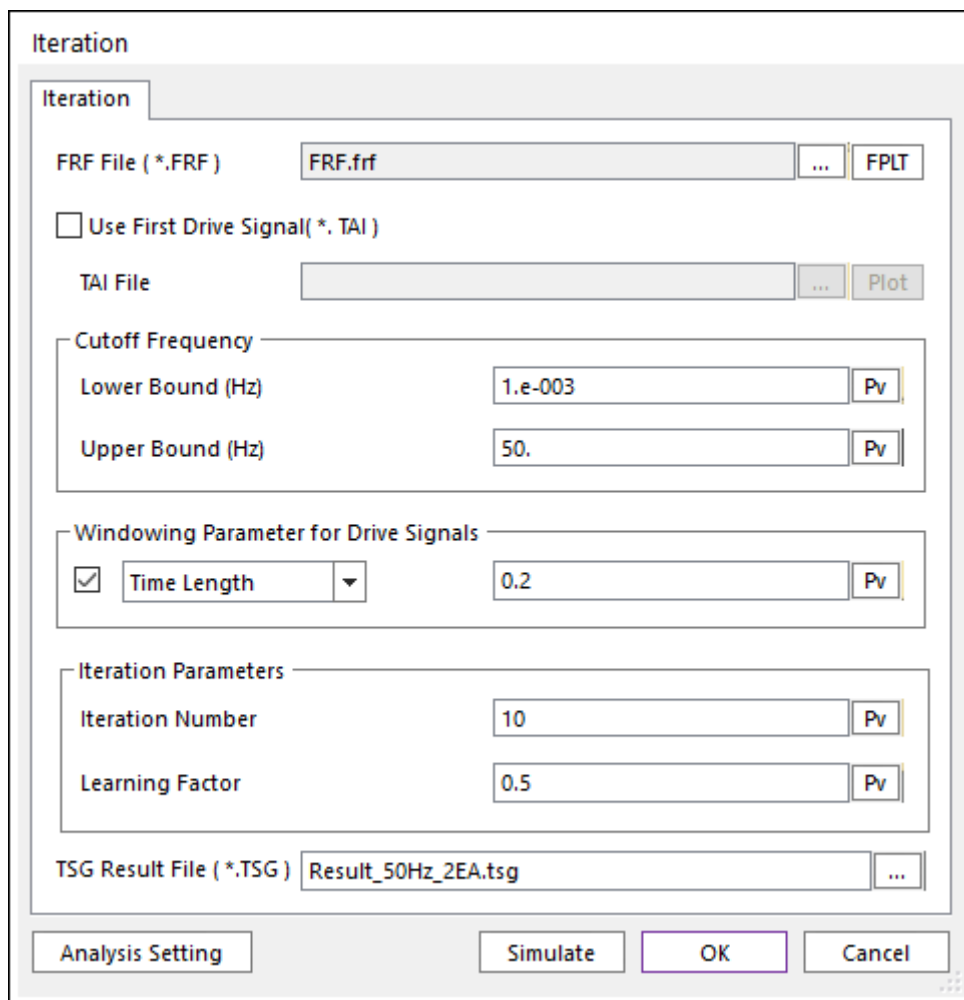 Iteration
Iteration
FRF File ( *.FRF ) FRF.frf ... FPLT
Use First Drive Signal( *. TAI )
TAI File ... Plot
Cutoff Frequency
Lower Bound (Hz) 1.e-003 Pv
Upper Bound (Hz) 50. Pv
Windowing Parameter for Drive Signals
Time Length 0.2 Pv
Iteration Parameters
Iteration Number 10 Pv
Learning Factor 0.5 Pv
TSG Result File ( *.TSG ) Result_50Hz_2EA.tsg ...
Analysis Setting Simulate OK Cancel